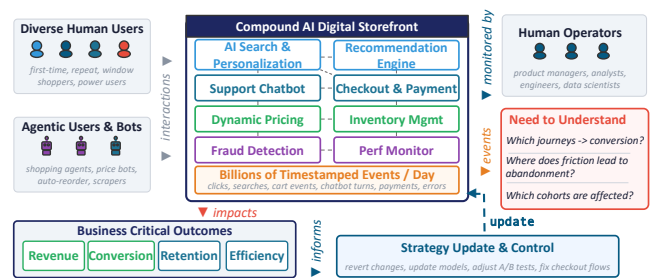 Diverse Human Users
first-time, repeat, window
shoppers, power users
Agentic Users & Bots
shopping agents, price bots,
auto-reorder, scrapers
interactions
Compound AI Digital Storefront
AI Search &
Personalization
Recommendation
Engine
Support Chatbot
Checkout & Payment
Dynamic Pricing
Inventory Mgmt
Fraud Detection
Perf Monitor
Billions of Timestamped Events / Day
clicks, searches, cart events, chatbot turns, payments, errors
monitored by
Human Operators
product managers, analysts,
engineers, data scientists
events
Need to Understand
Which journeys -> conversion?
Where does friction lead to
abandonment?
Which cohorts are affected?
impacts
update
Business Critical Outcomes
Revenue
Conversion
Retention
Efficiency
informs
Strategy Update & Control
revert changes, update models, adjust A/B tests, fix checkout flows